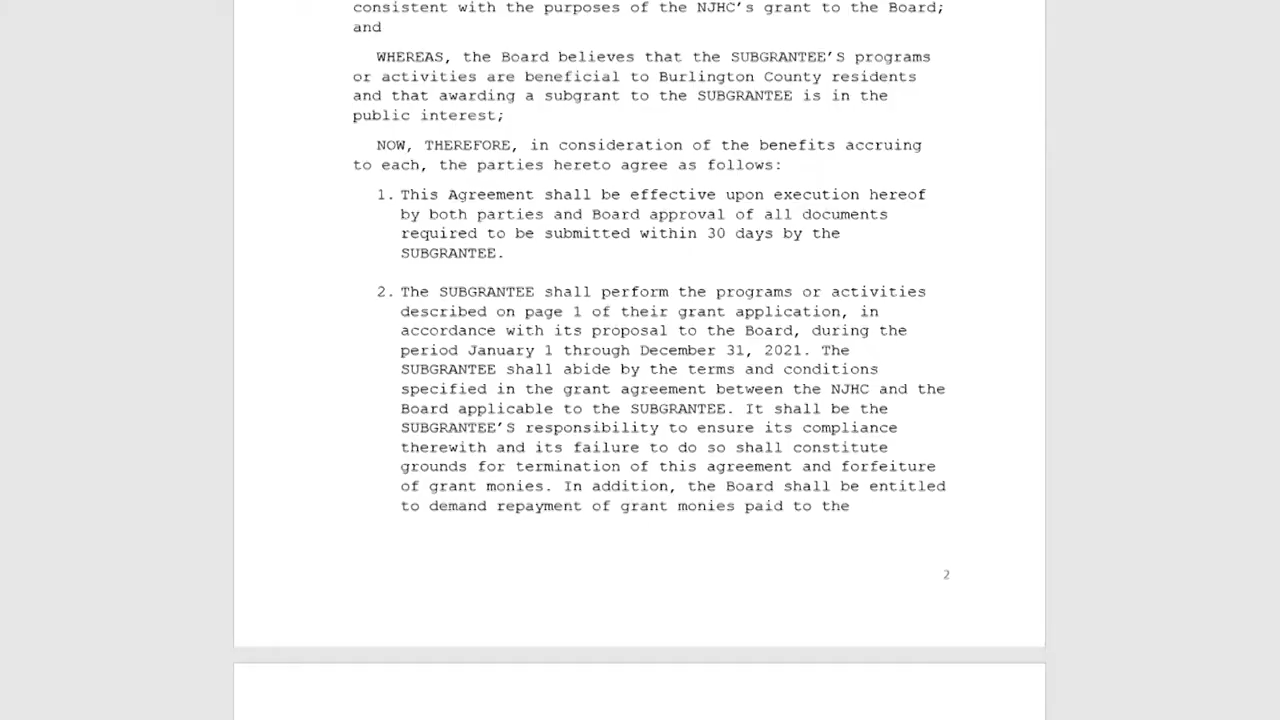 consistent with the purposes of the NJHC's grant to the Board;
and
WHEREAS, the Board believes that the SUBGRANTEE'S programs
or activities are beneficial to Burlington County residents
and that awarding a subgrant to the SUBGRANTEE is in the
public interest;
NOW, THEREFORE, in consideration of the benefits accruing
to each, the parties hereto agree as follows:
1. This Agreement shall be effective upon execution hereof
by both parties and Board approval of all documents
required to be submitted within 30 days by the
SUBGRANTEE.
2. The SUBGRANTEE shall perform the programs or activities
described on page 1 of their grant application, in
accordance with its proposal to the Board, during the
period January 1 through December 31, 2021. The
SUBGRANTEE shall abide by the terms and conditions
specified in the grant agreement between the NJHC and the
Board applicable to the SUBGRANTEE. It shall be the
SUBGRANTEE'S responsibility to ensure its compliance
therewith and its failure to do so shall constitute
grounds for termination of this agreement and forfeiture
of grant monies. In addition, the Board shall be entitled
to demand repayment of grant monies paid to the
2